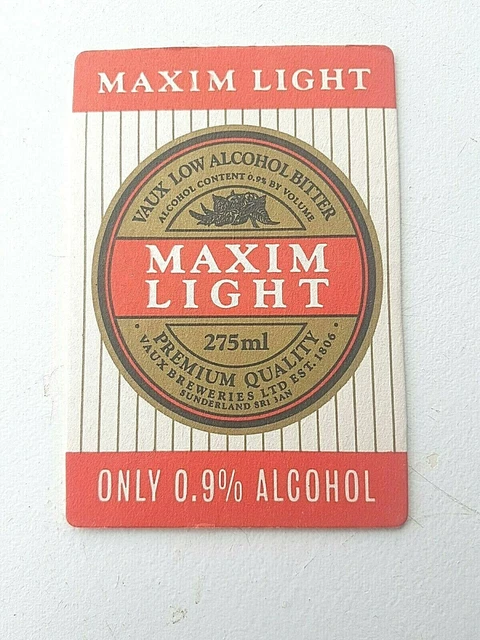 MAXIM LIGHT
VAUX LOW ALCOHOL BITTER
ALCOHOL CONTENT 0.9% BY VOLUME
MAXIM
LIGHT
275ml
PREMIUM QUALITY
• VAUX BREWERIES LTD EST. 1806 •
SUNDERLAND SR1 3AN
ONLY 0.9% ALCOHOL